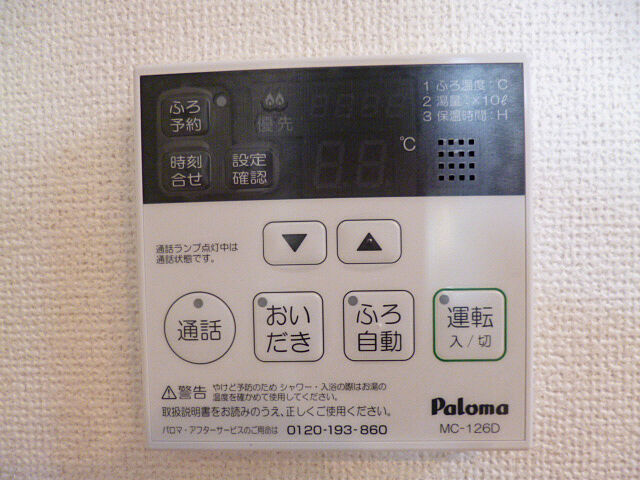 ふろ
予約
優先
1 ふろ温度:℃
2 湯量:×10ℓ
3 保温時間:H
時刻
合せ
設定
確認
℃
▼
▲
通話ランプ点灯中は
通話状態です。
通話
おい
だき
ふろ
自動
運転
入/切
⚠警告 やけど予防のため シャワー・入浴の際はお湯の
温度を確かめて使用してください。
取扱説明書をお読みのうえ、正しくご使用ください。
パロマ・アフターサービスのご用命は 0120-193-860
Paloma
MC-126D